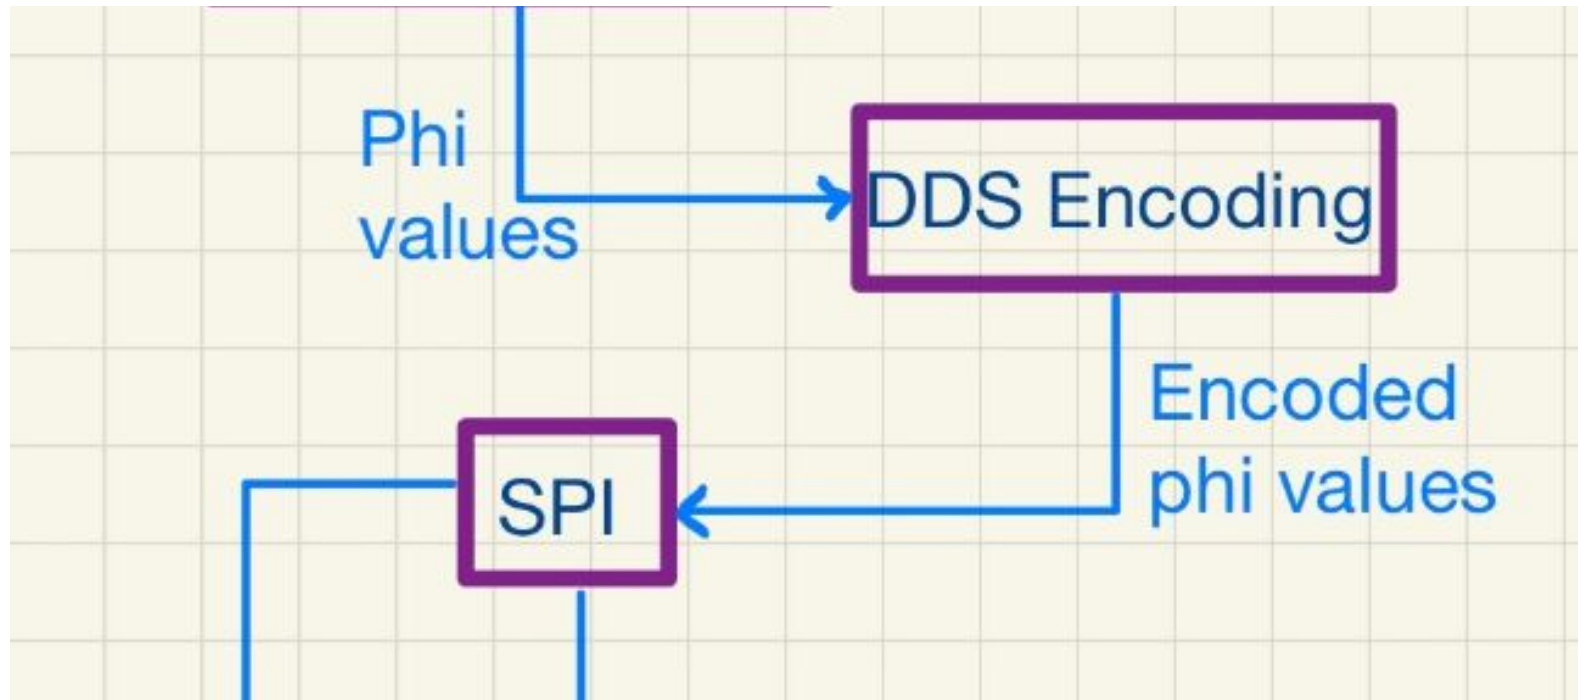 Phi
values
DDS Encoding
Encoded
phi values
SPI